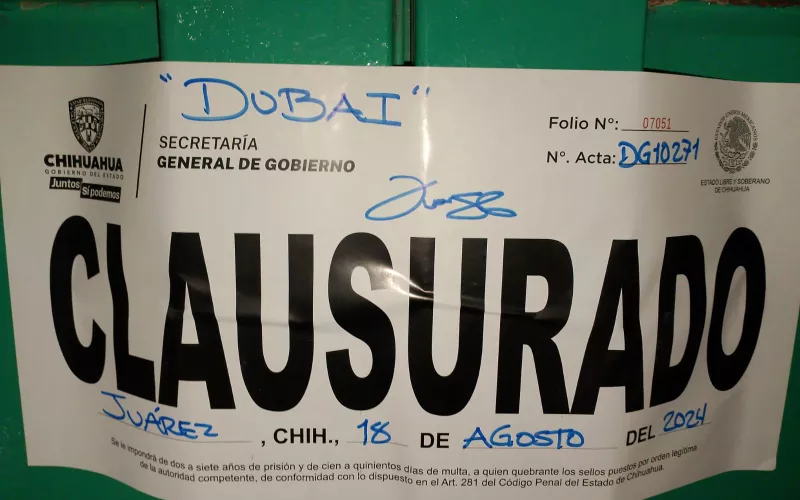 "DUBAI"
CHIHUAHUA
GOBIERNO DEL ESTADO
Juntos Sí podemos
SECRETARÍA
GENERAL DE GOBIERNO
Folio N°: 07051
N°. Acta: DG10271
ESTADOS UNIDOS MEXICANOS
ESTADO LIBRE Y SOBERANO
DE CHIHUAHUA
CLAUSURADO
JUÁREZ, CHIH., 18 DE AGOSTO DEL 2024
Se le impondrá de dos a siete años de prisión y de cien a quinientos días de multa, a quien quebrante los sellos puestos por orden legítima
de la autoridad competente, de conformidad con lo dispuesto en el Art. 281 del Código Penal del Estado de Chihuahua.